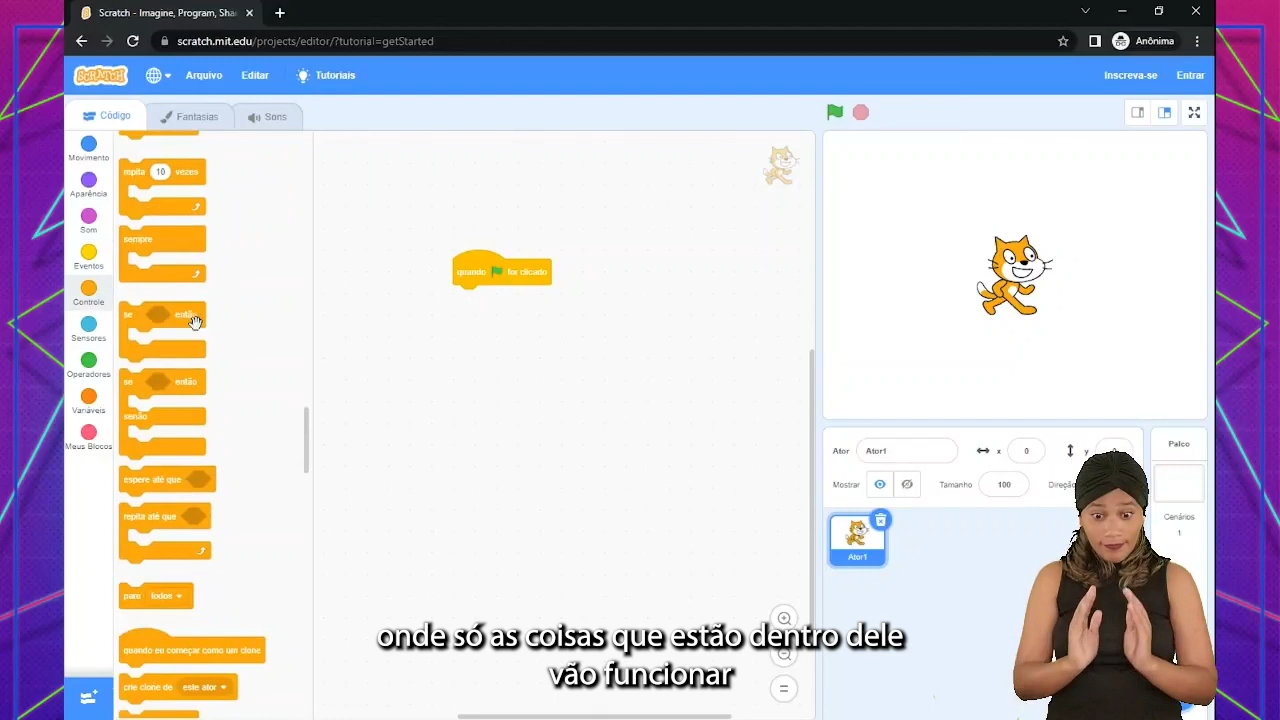 Scratch - Imagine, Program, Shar
scratch.mit.edu/projects/editor/?tutorial=getStarted
Anônima
SCRATCH
Arquivo
Editar
Tutoriais
Inscreva-se
Entrar
Código
Fantasias
Sons
Movimento
Aparência
Som
Eventos
Controle
Sensores
Operadores
Variáveis
Meus Blocos
repita 10 vezes
sempre
se então
se então
senão
espere até que
repita até que
pare todos
quando eu começar como um clone
crie clone de este ator
quando for clicado
Ator
Ator1
x
0
y
Mostrar
Tamanho
100
Direção
Ator1
Palco
Cenários
1
onde só as coisas que estão dentro dele
vão funcionar